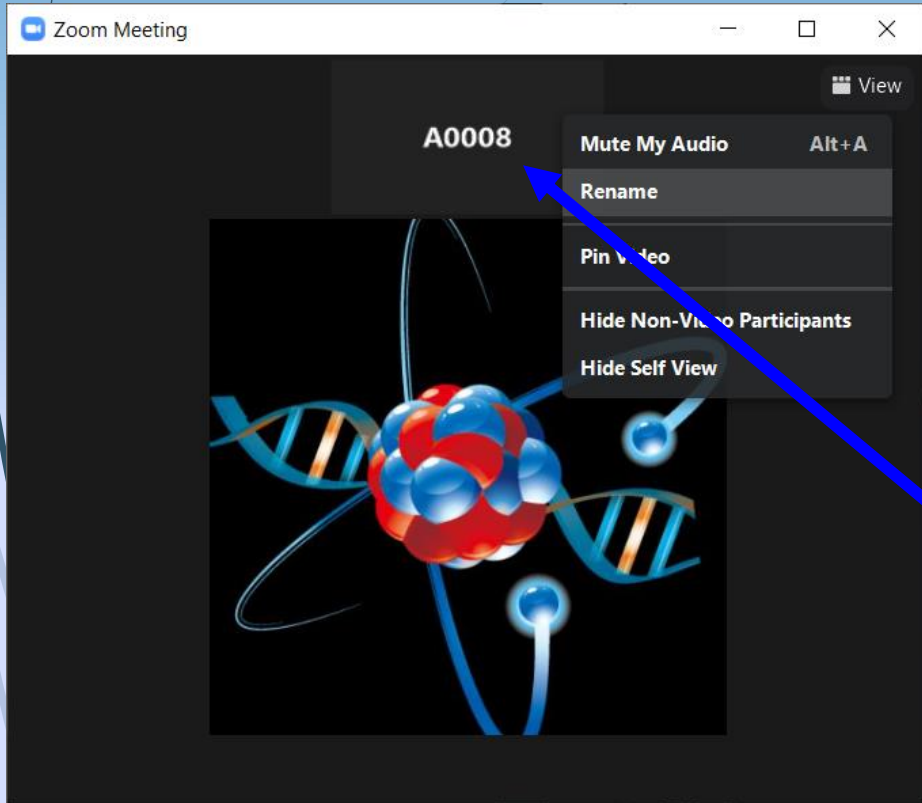 Zoom Meeting
View
A0008
Mute My Audio Alt+A
Rename
Pin Video
Hide Non-Video Participants
Hide Self View